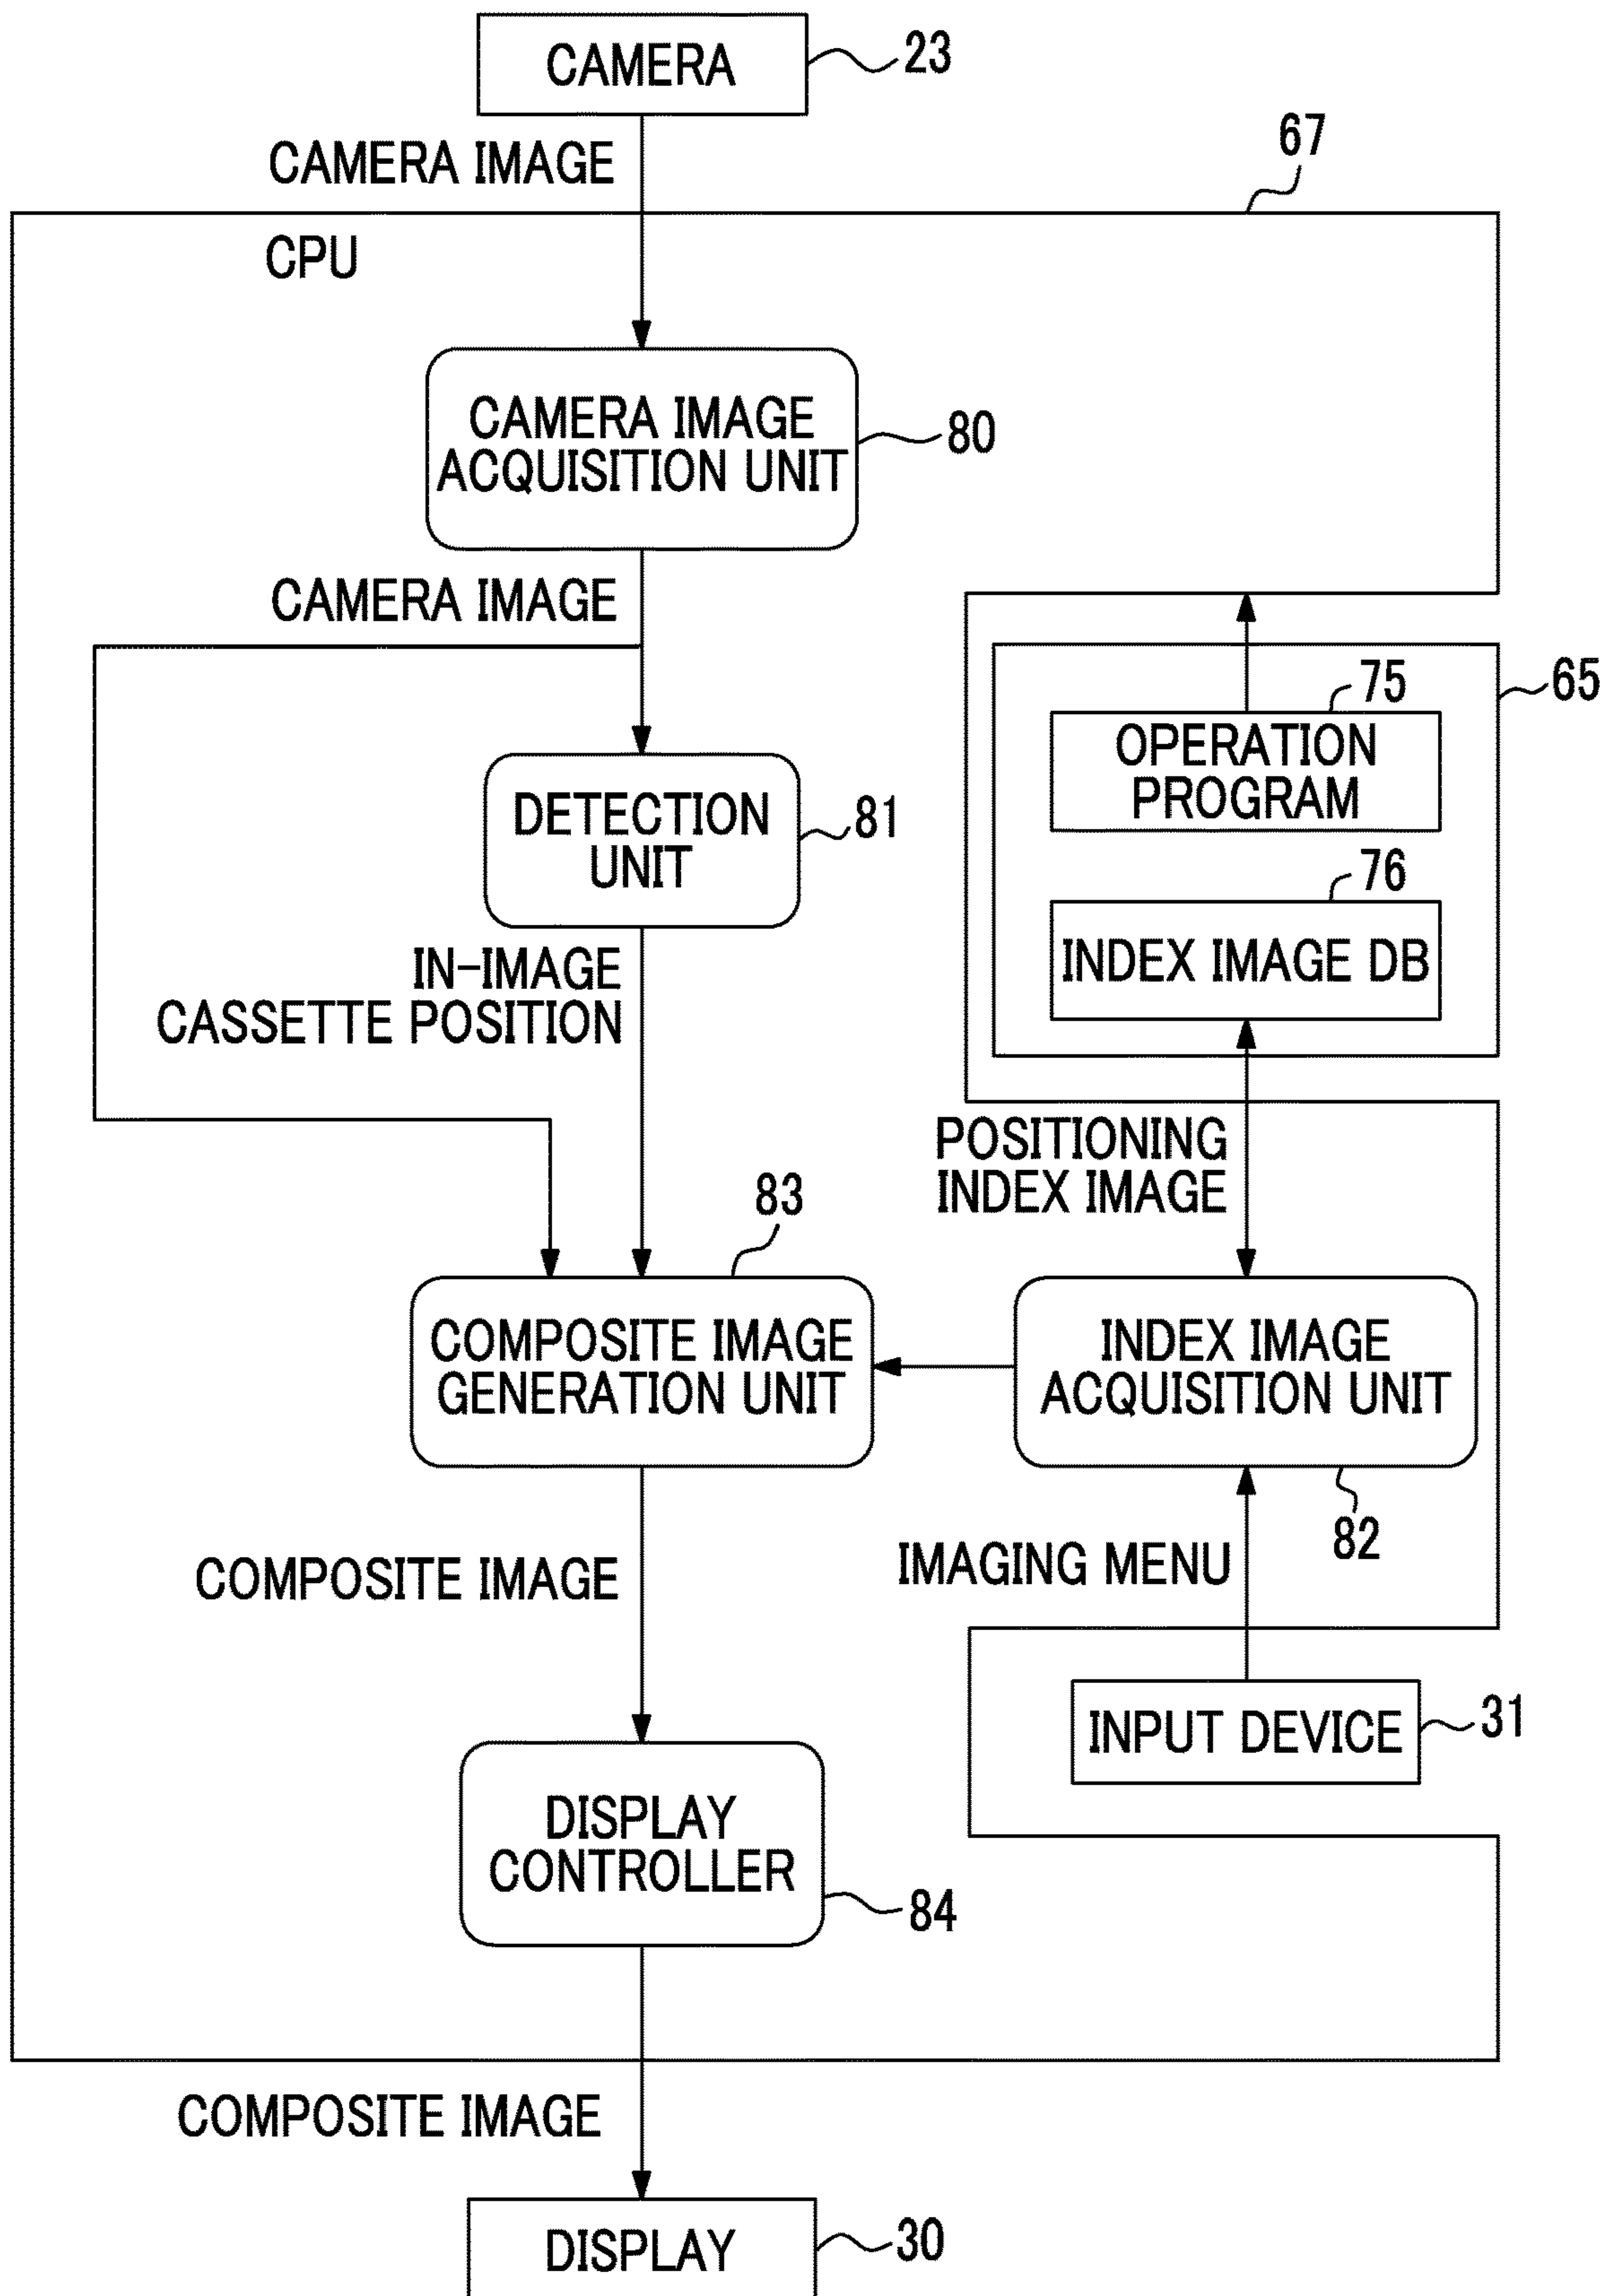 CAMERA
23
CAMERA IMAGE
67
CPU
CAMERA IMAGE
ACQUISITION UNIT
80
CAMERA IMAGE
65
75
OPERATION
PROGRAM
DETECTION
UNIT
81
76
INDEX IMAGE DB
IN-IMAGE
CASSETTE POSITION
POSITIONING
INDEX IMAGE
83
COMPOSITE IMAGE
GENERATION UNIT
INDEX IMAGE
ACQUISITION UNIT
82
IMAGING MENU
COMPOSITE IMAGE
INPUT DEVICE
31
DISPLAY
CONTROLLER
84
COMPOSITE IMAGE
DISPLAY
30